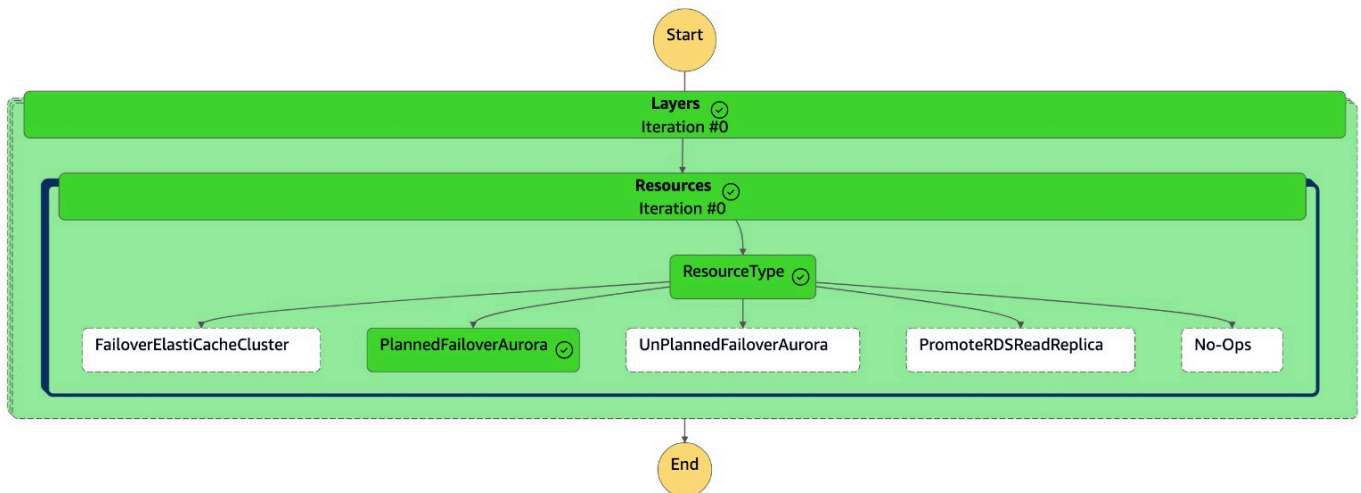 Start
Layers
Iteration #0
Resources
Iteration #0
ResourceType
FailoverElastiCacheCluster
PlannedFailoverAurora
UnPlannedFailoverAurora
PromoteRDSReadReplica
No-Ops
End